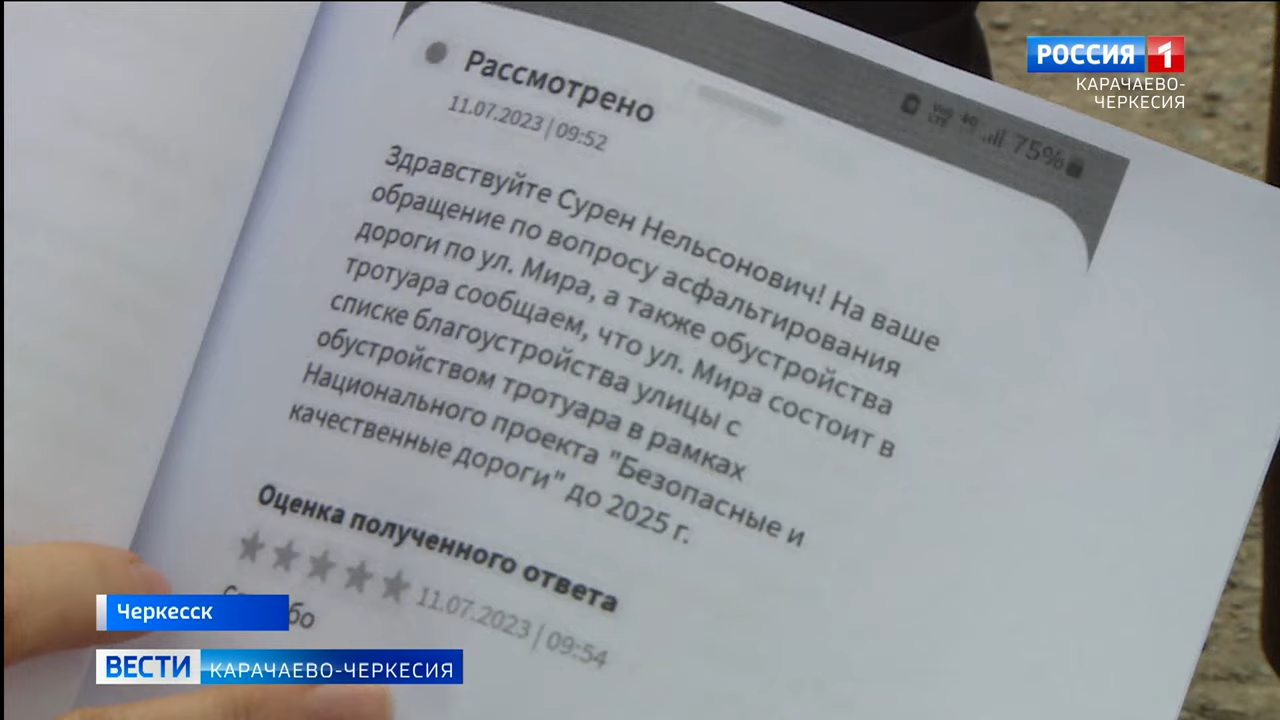 РОССИЯ 1
КАРАЧАЕВО-
ЧЕРКЕСИЯ
75%
Рассмотрено
11.07.2023 | 09:52
Здравствуйте Сурен Нельсонович! На ваше
обращение по вопросу асфальтирования
дороги по ул. Мира, а также обустройства
тротуара сообщаем, что ул. Мира состоит в
списке благоустройства улицы с
обустройством тротуара в рамках
Национального проекта "Безопасные и
качественные дороги" до 2025 г.
Оценка полученного ответа
11.07.2023 | 09:54
Черкесск
ВЕСТИ КАРАЧАЕВО-ЧЕРКЕСИЯ